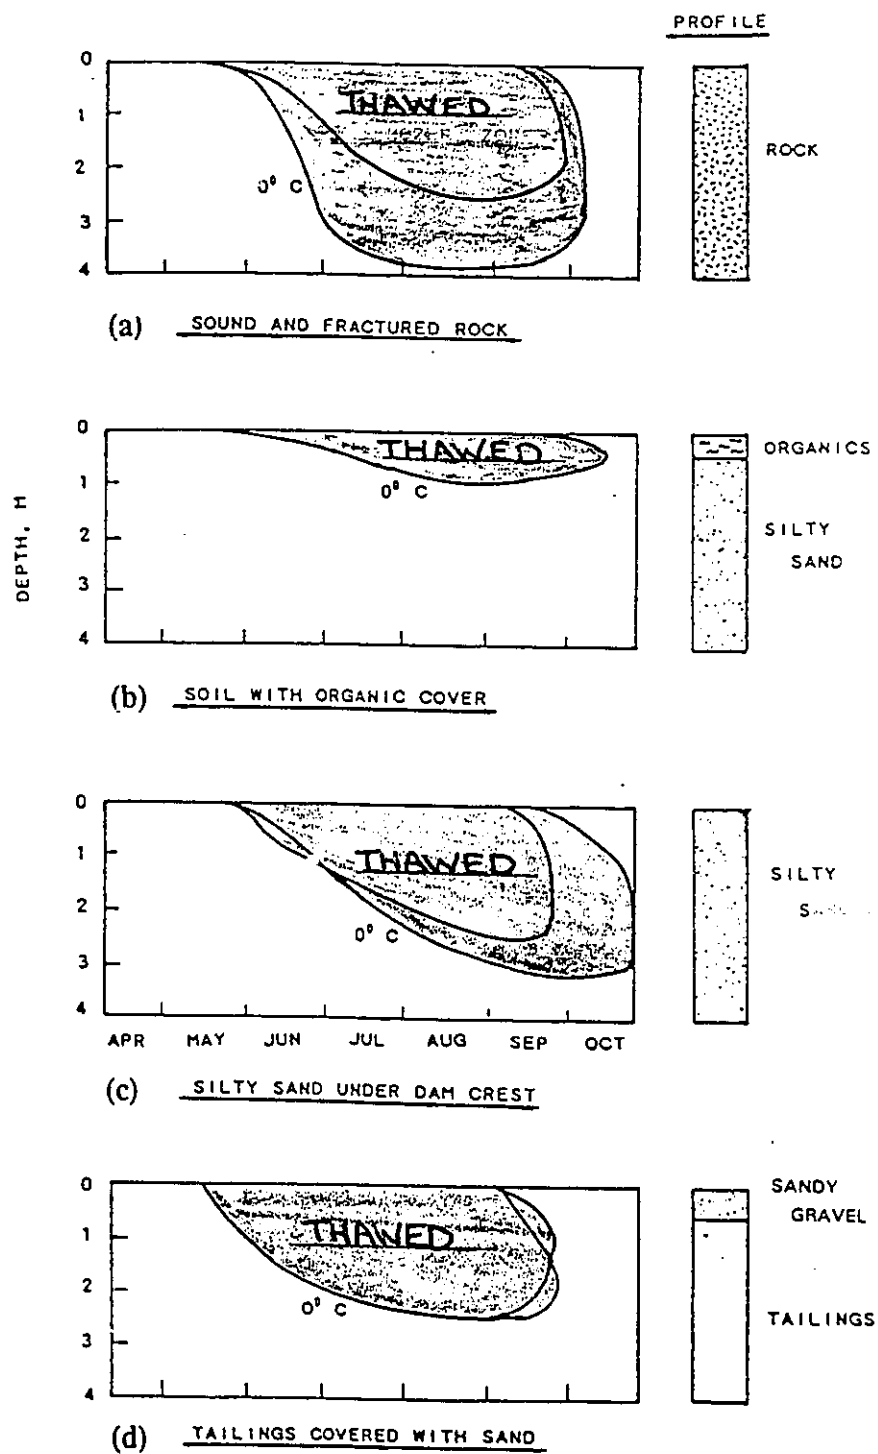 PROFILE
0
1
2
3
4
THAWED
0° C
ROCK
(a) SOUND AND FRACTURED ROCK
0
1
2
3
4
THAWED
0° C
ORGANICS
SILTY
SAND
DEPTH, M
(b) SOIL WITH ORGANIC COVER
0
1
2
3
4
THAWED
0° C
SILTY
APR MAY JUN JUL AUG SEP OCT
(c) SILTY SAND UNDER DAM CREST
0
1
2
3
4
THAWED
0° C
SANDY
GRAVEL
TAILINGS
(d) TAILINGS COVERED WITH SAND